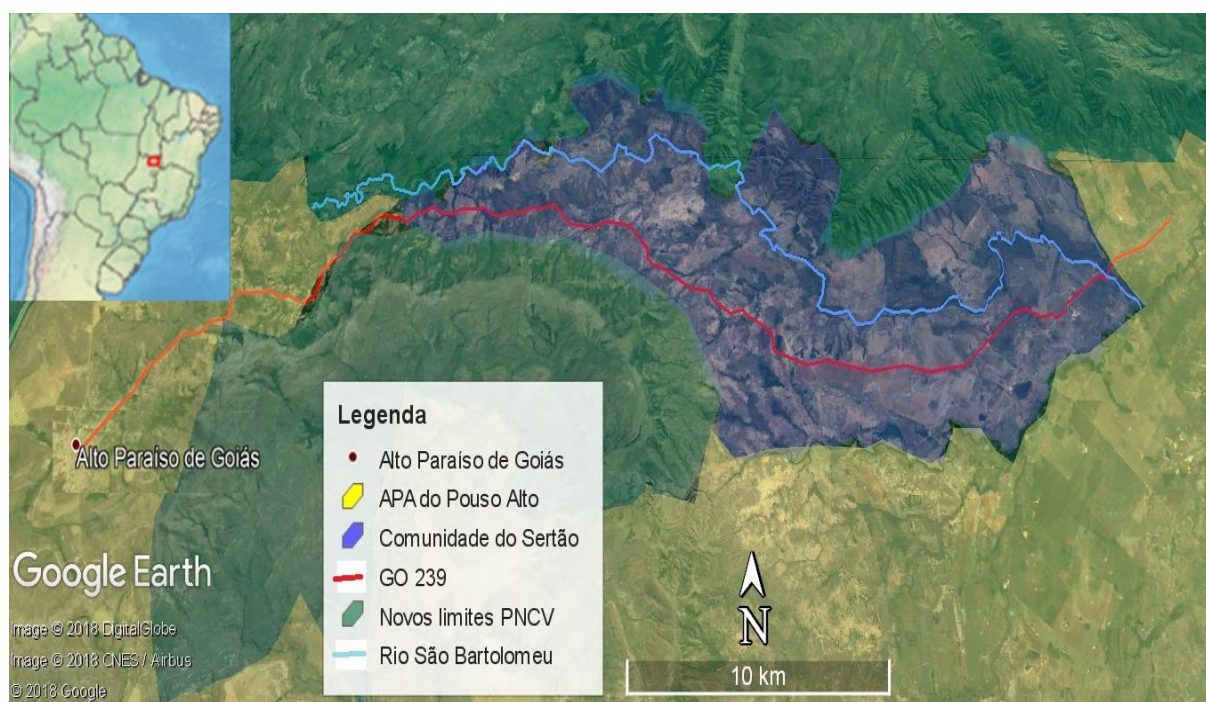 Alto Paraíso de Goiás
Legenda
Alto Paraíso de Goiás
APA do Pouso Alto
Comunidade do Sertão
GO 239
Novos limites PNCV
Rio São Bartolomeu
Google Earth
Image © 2018 DigitalGlobe
Image © 2018 CNES / Airbus
© 2018 Google
N
10 km